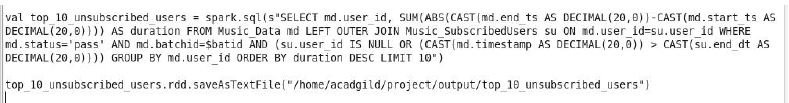 val top_10_unsubscribed_users = spark.sql(s"SELECT md.user_id, SUM(ABS(CAST(md.end_ts AS DECIMAL(20,0))-CAST(md.start_ts AS
DECIMAL(20,0)))) AS duration FROM Music_Data md LEFT OUTER JOIN Music_SubscribedUsers su ON md.user_id=su.user_id WHERE
md.status='pass' AND md.batchid=$batid AND (su.user_id IS NULL OR (CAST(md.timestamp AS DECIMAL(20,0)) > CAST(su.end_dt AS
DECIMAL(20,0)))) GROUP BY md.user_id ORDER BY duration DESC LIMIT 10")
top_10_unsubscribed_users.rdd.saveAsTextFile("/home/acadgild/project/output/top_10_unsubscribed_users")